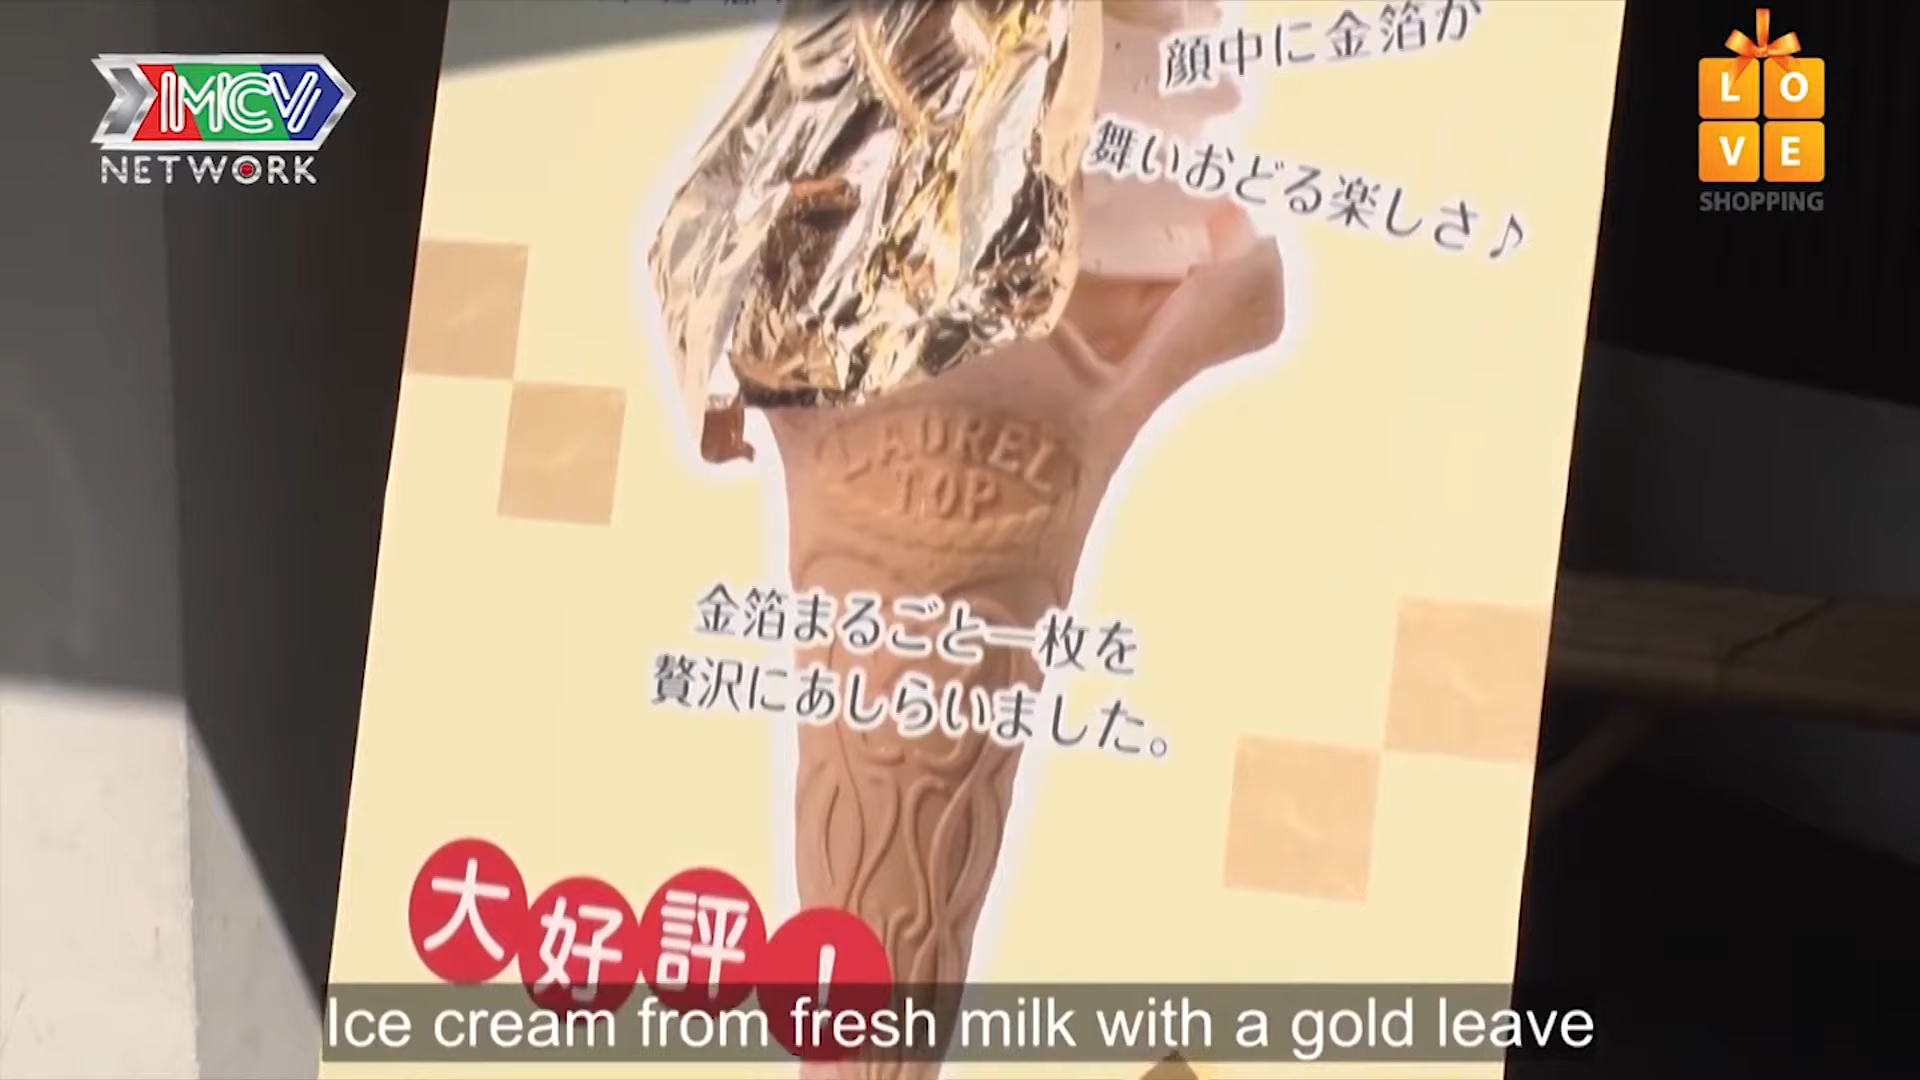 MCV
NETWORK
LOVE
SHOPPING
顔中に金箔が
舞いおどる楽しさ♪
LAUREL
TOP
金箔まるごと一枚を
贅沢にあしらいました。
大好評!
Ice cream from fresh milk with a gold leave